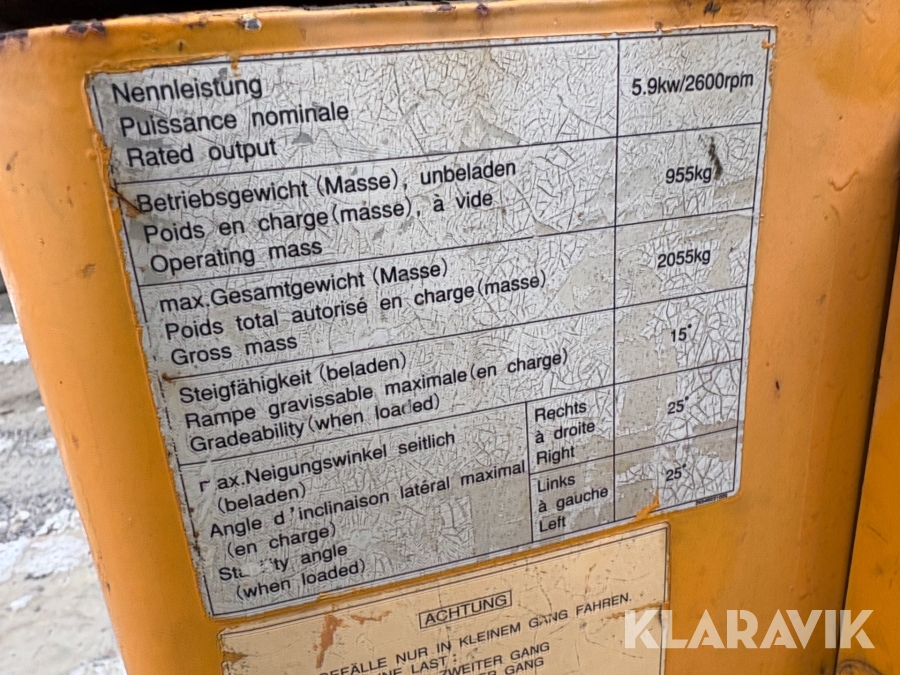 Nennleistung
Puissance nominale
Rated output
5.9kw/2600rpm
Betriebsgewicht (Masse), unbeladen
Poids en charge (masse), à vide
Operating mass
955kg
max.Gesamtgewicht (Masse)
Poids total autorisé en charge (masse)
Gross mass
2055kg
Steigfähigkeit (beladen)
Rampe gravissable maximale (en charge)
Gradeability (when loaded)
15°
ax.Neigungswinkel seitlich
(beladen)
Angle d'inclinaison latéral maximal
(en charge)
ty angle
(when loaded)
Rechts
à droite
Right
25°
Links
à gauche
Left
25°
ACHTUNG
GEFÄLLE NUR IN KLEINEM GANG FAHREN.
LAST:
ZWEITER GANG
GANG
KLARAVIK